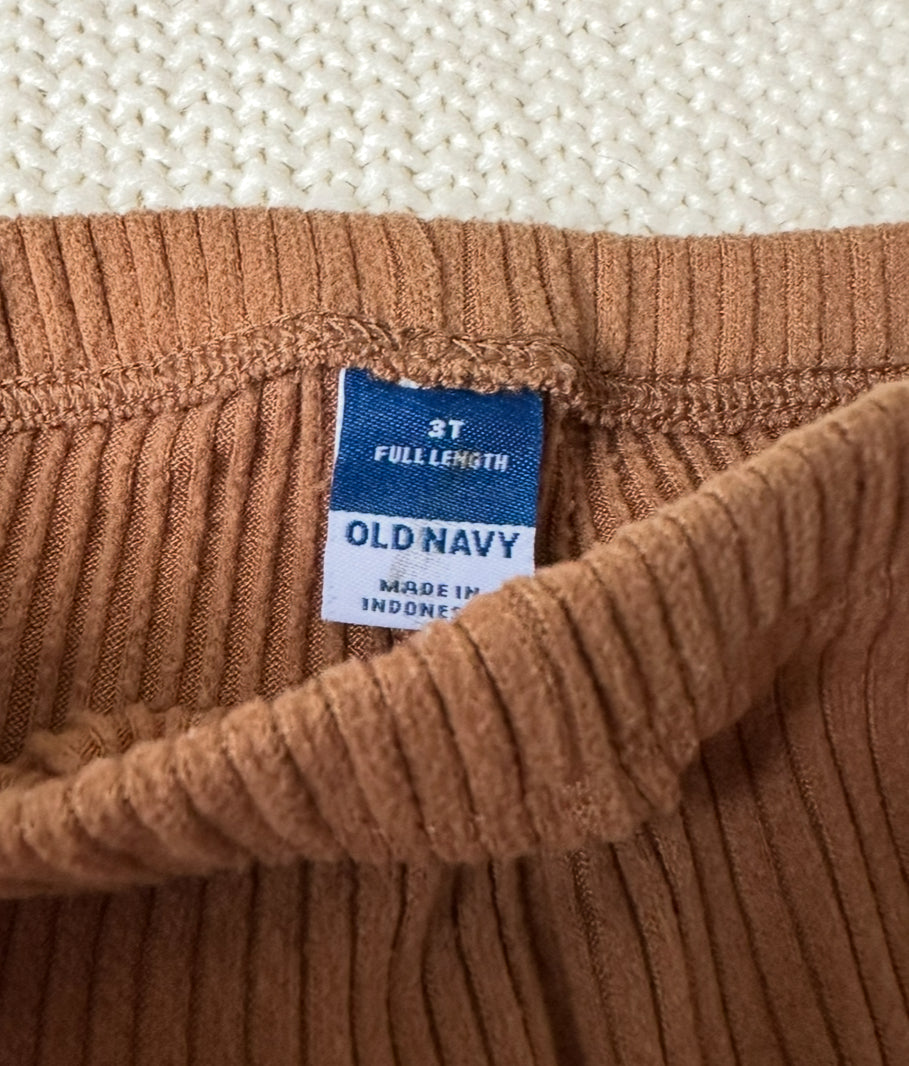 3T
FULL LENGTH
OLD NAVY
MADE IN